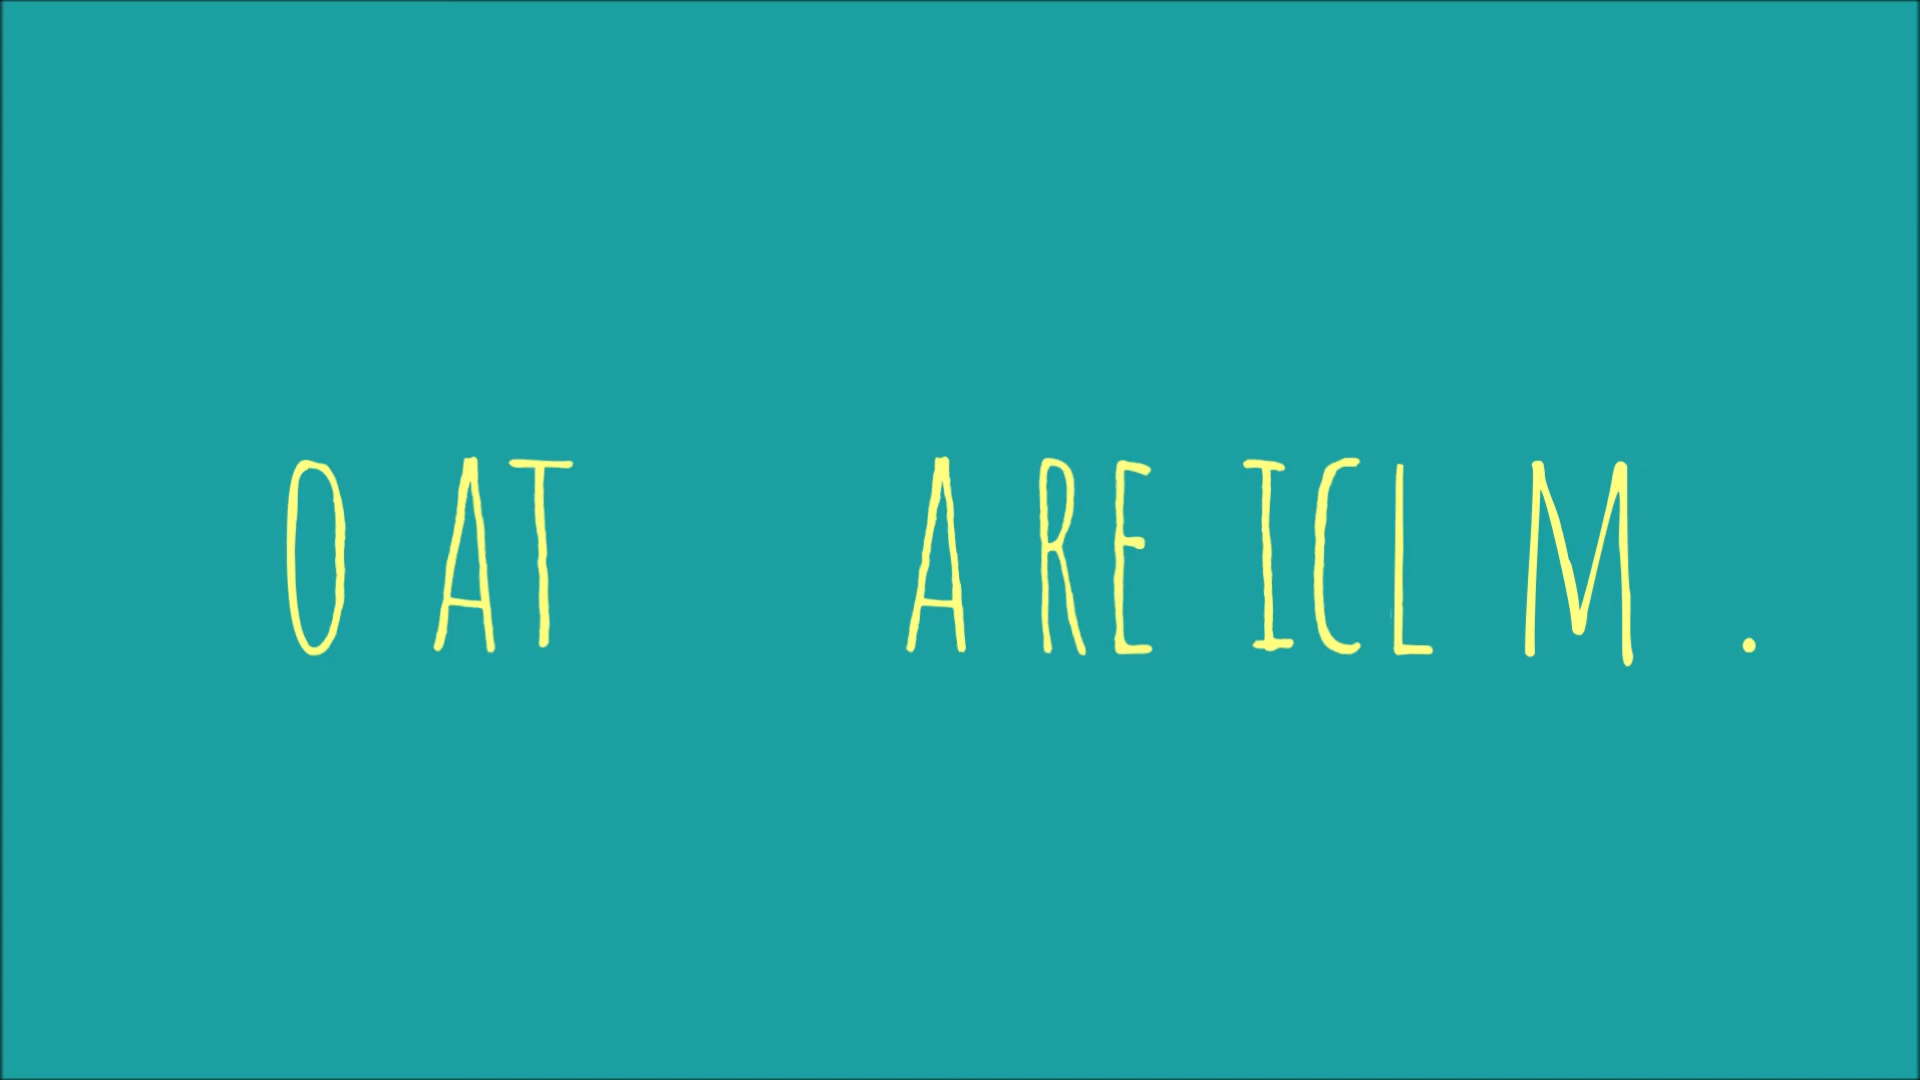 O AT A RE ICL M .